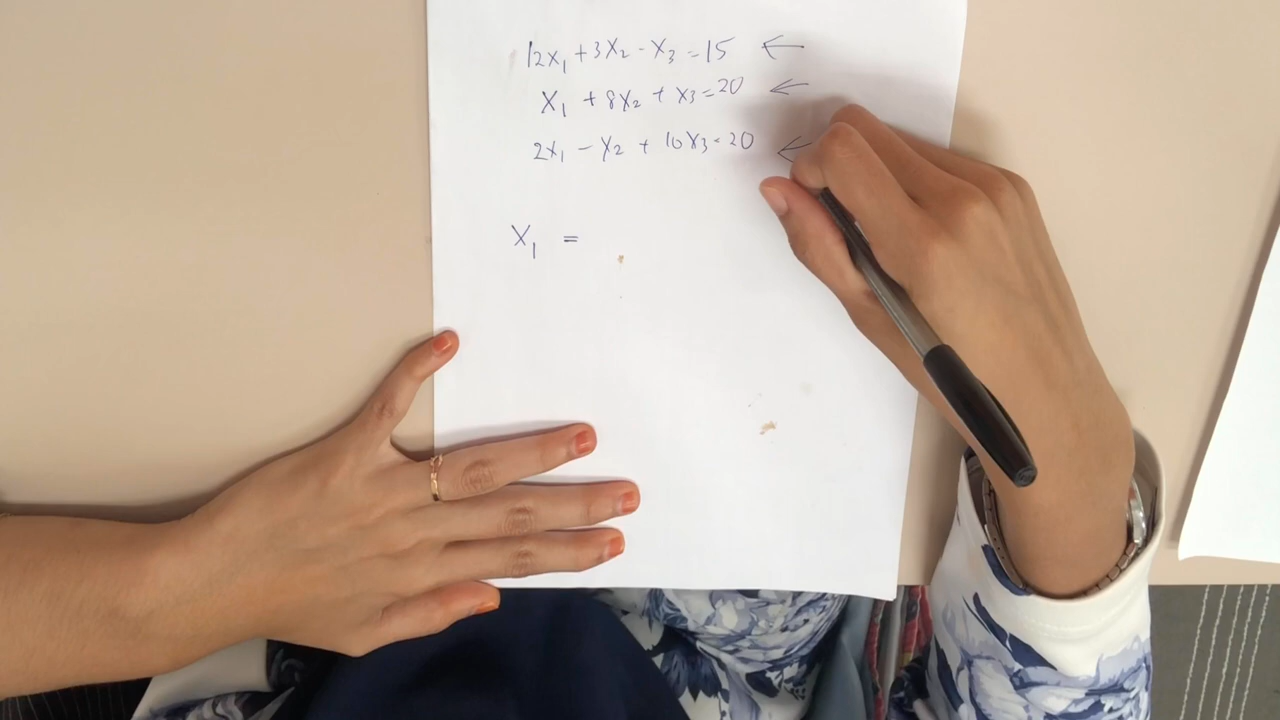 12x₁ + 3x₂ - x₃ = 15 ←
x₁ + 8x₂ + x₃ = 20 ←
2x₁ - x₂ + 10x₃ = 20 ←
x₁ =